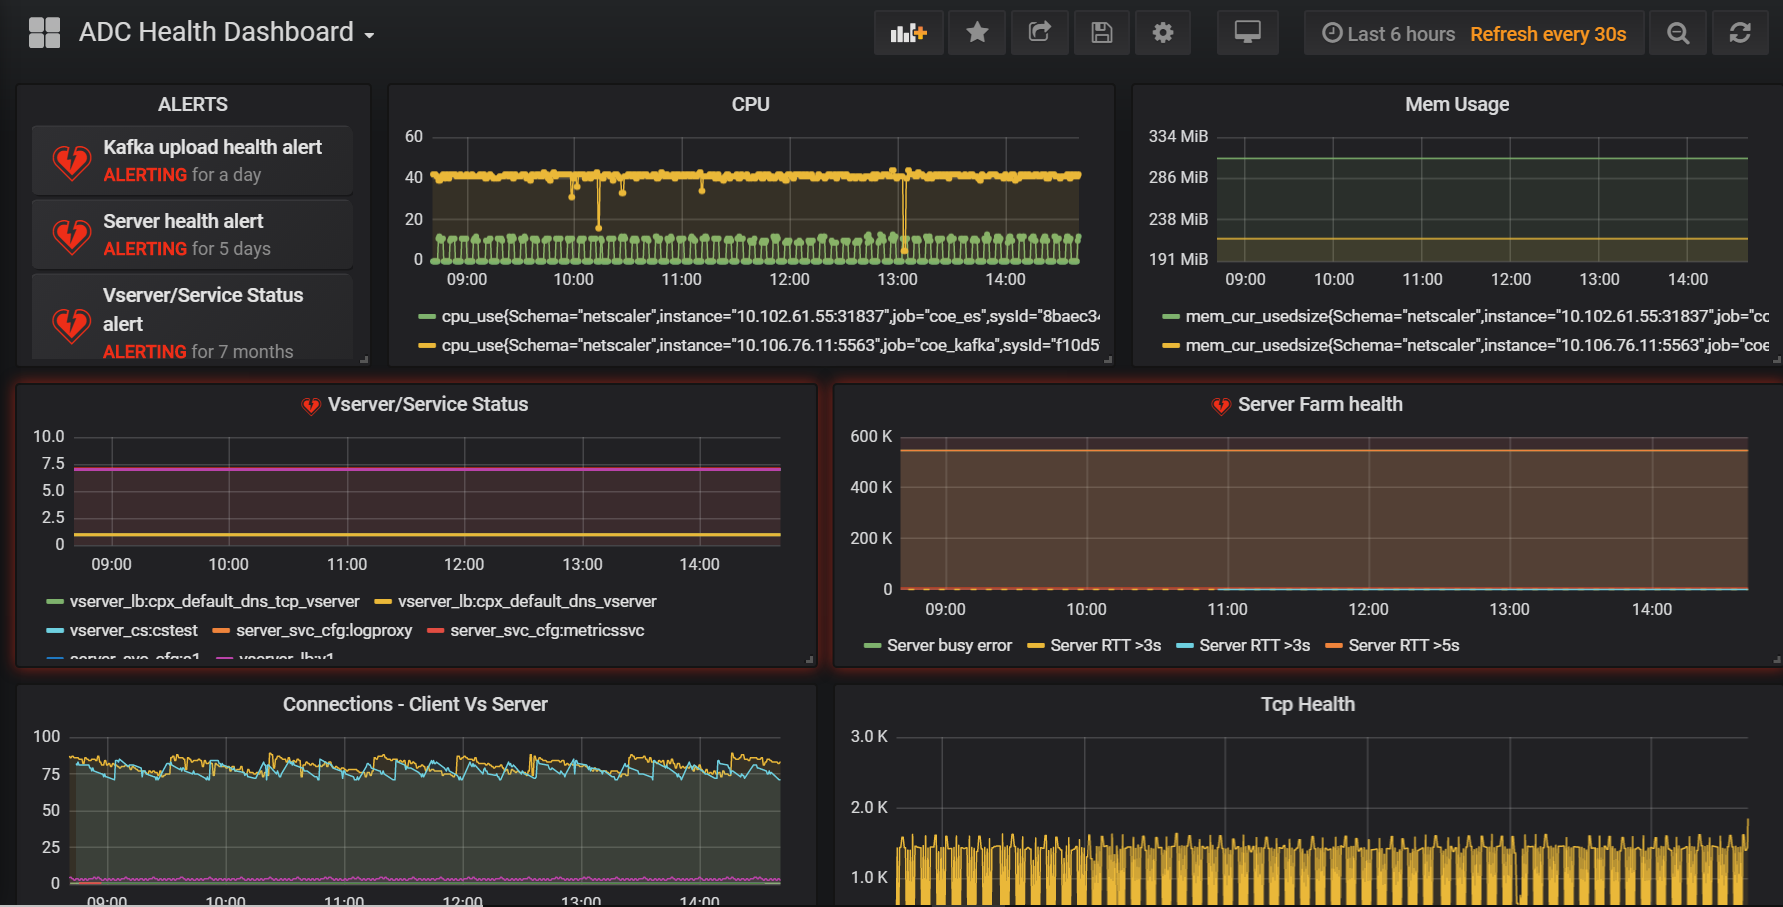 ADC Health Dashboard
Last 6 hours Refresh every 30s
ALERTS
Kafka upload health alert
ALERTING for a day
Server health alert
ALERTING for 5 days
Vserver/Service Status
alert
ALERTING for 7 months
CPU
60
40
20
0
09:00 10:00 11:00 12:00 13:00 14:00
cpu_use{Schema="netscaler",instance="10.102.61.55:31837",job="coe_es",sysId="8baec34
cpu_use{Schema="netscaler",instance="10.106.76.11:5563",job="coe_kafka",sysId="f10d5
Mem Usage
334 MiB
286 MiB
238 MiB
191 MiB
09:00 10:00 11:00 12:00 13:00 14:00
mem_cur_usedsize{Schema="netscaler",instance="10.102.61.55:31837",job="cc
mem_cur_usedsize{Schema="netscaler",instance="10.106.76.11:5563",job="coe
Vserver/Service Status
10.0
7.5
5.0
2.5
0
09:00 10:00 11:00 12:00 13:00 14:00
vserver_lb:cpx_default_dns_tcp_vserver vserver_lb:cpx_default_dns_vserver
vserver_cs:cstest server_svc_cfg:logproxy server_svc_cfg:metricssvc
server_svc_cfg:s1 vserver_lb:v1
Server Farm health
600 K
400 K
200 K
0
09:00 10:00 11:00 12:00 13:00 14:00
Server busy error Server RTT >3s Server RTT >3s Server RTT >5s
Connections - Client Vs Server
100
75
50
25
0
09:00 10:00 11:00 12:00 13:00 14:00
Tcp Health
3.0 K
2.0 K
1.0 K